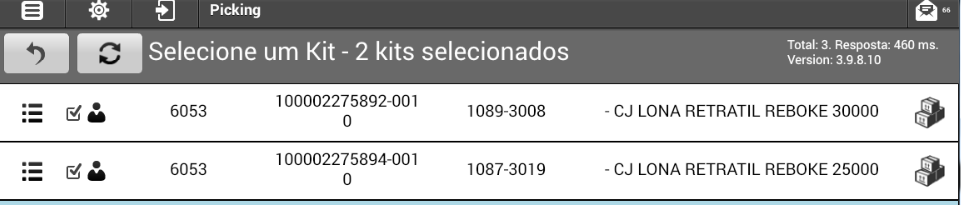 Picking
66
Selecione um Kit - 2 kits selecionados
Total: 3. Resposta: 460 ms.
Version: 3.9.8.10
6053 100002275892-001 1089-3008 - CJ LONA RETRATIL REBOKE 30000
0
6053 100002275894-001 1087-3019 - CJ LONA RETRATIL REBOKE 25000
0